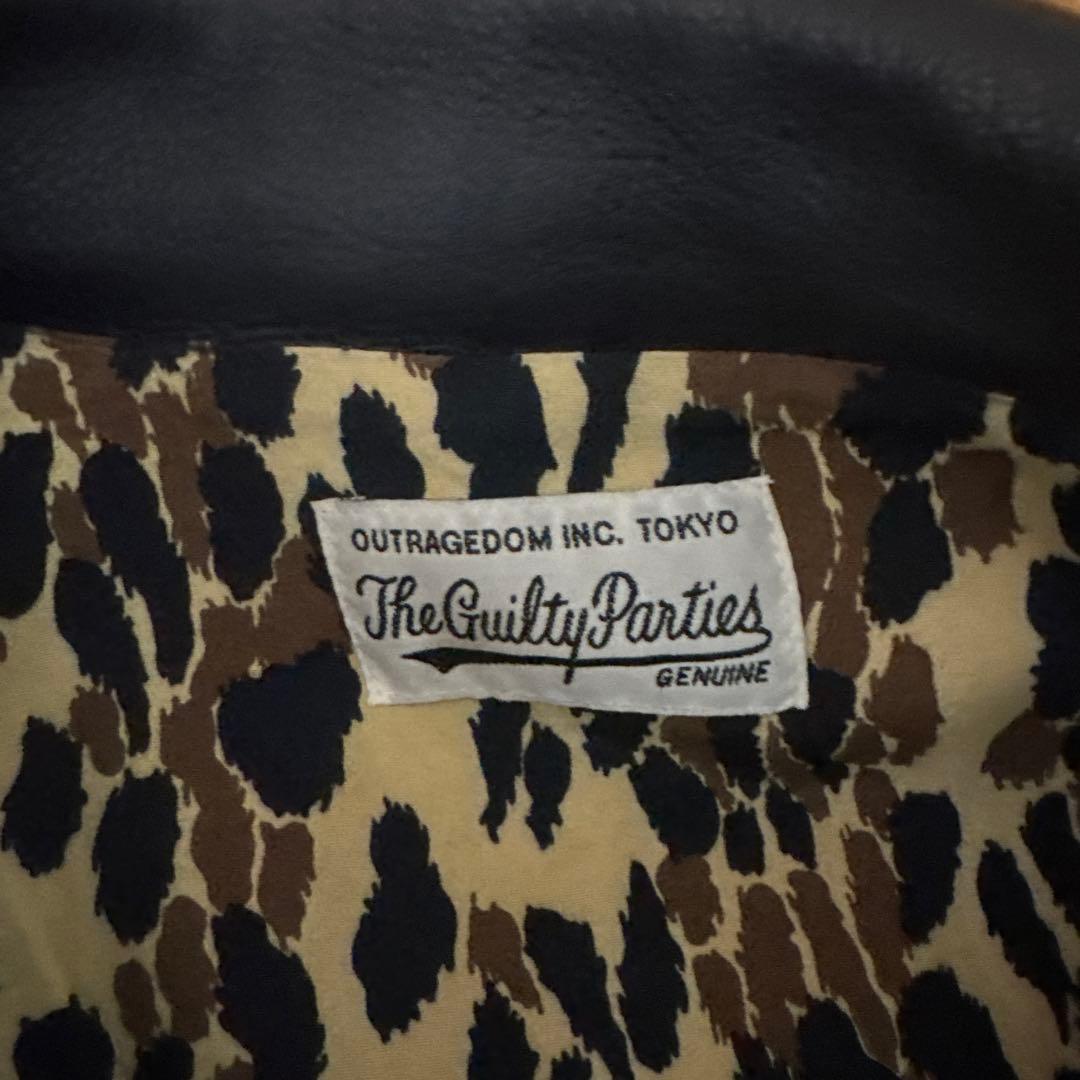 OUTRAGEDOM INC. TOKYO
The Guilty Parties
GENUINE